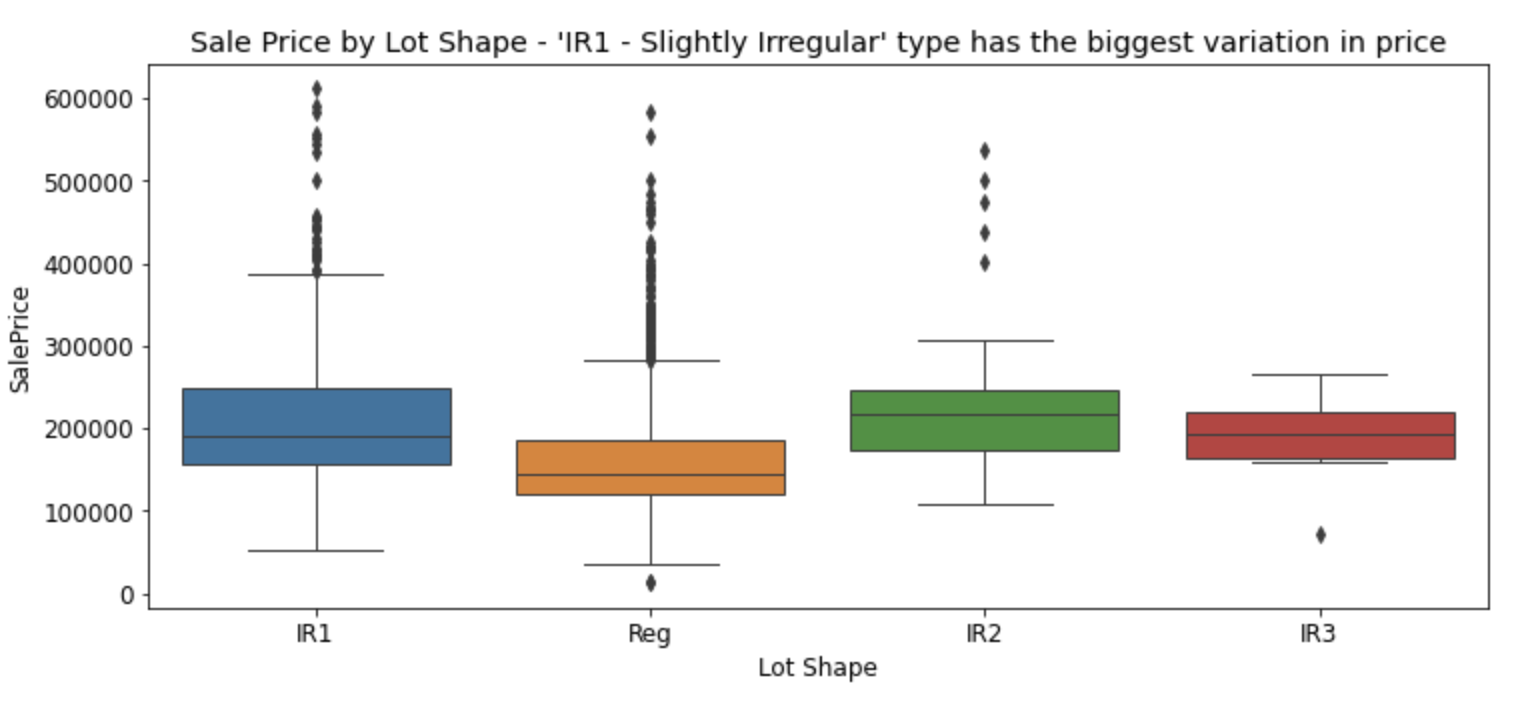 Sale Price by Lot Shape - 'IR1 - Slightly Irregular' type has the biggest variation in price
600000
500000
400000
300000
200000
100000
0
SalePrice
IR1 Reg IR2 IR3
Lot Shape